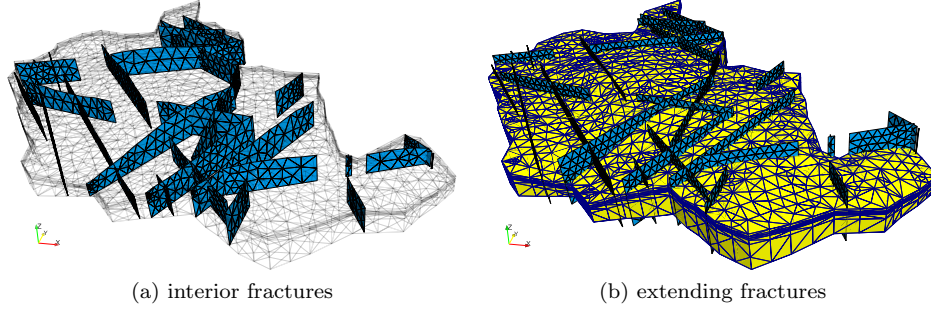 Z
Y
X
Z
Y
X
(a) interior fractures
(b) extending fractures